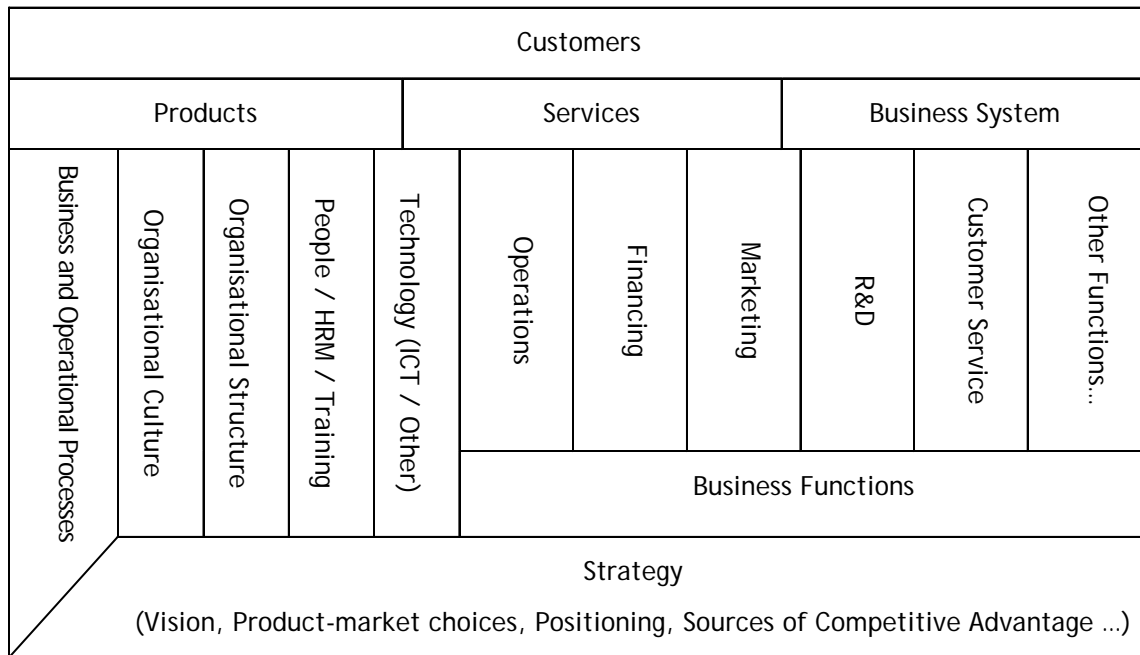 Customers
Products
Services
Business System
Business and Operational Processes
Organisational Culture
Organisational Structure
People / HRM / Training
Technology (ICT / Other)
Operations
Financing
Marketing
R&D
Customer Service
Other Functions...
Business Functions
Strategy
(Vision, Product-market choices, Positioning, Sources of Competitive Advantage ...)